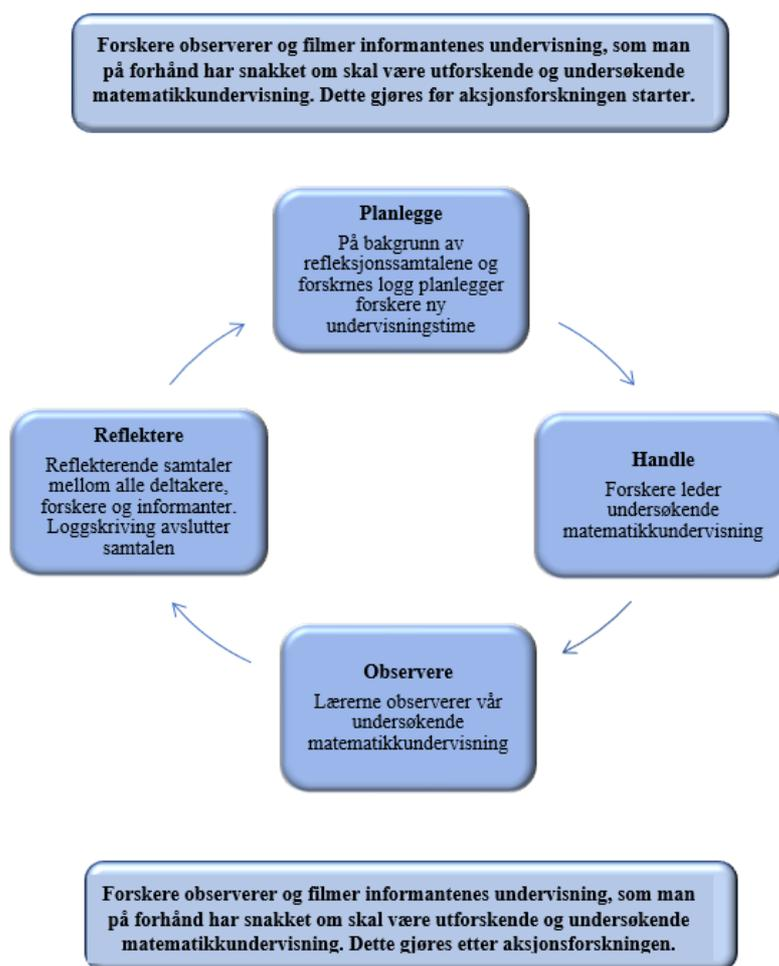 Forskere observerer og filmer informantenes undervisning, som man
på forhånd har snakket om skal være utforskende og undersøkende
matematikkundervisning. Dette gjøres før aksjonsforskningen starter.
Planlegge
På bakgrunn av
refleksjonssamtalene og
forskrnes logg planlegger
forskere ny
undervisningstime
Reflektere
Reflekterende samtaler
mellom alle deltakere,
forskere og informanter.
Loggskriving avslutter
samtalen
Handle
Forskere leder
undersøkende
matematikkundervisning
Observere
Lærerne observerer vår
undersøkende
matematikkundervisning
Forskere observerer og filmer informantenes undervisning, som man
på forhånd har snakket om skal være utforskende og undersøkende
matematikkundervisning. Dette gjøres etter aksjonsforskningen.